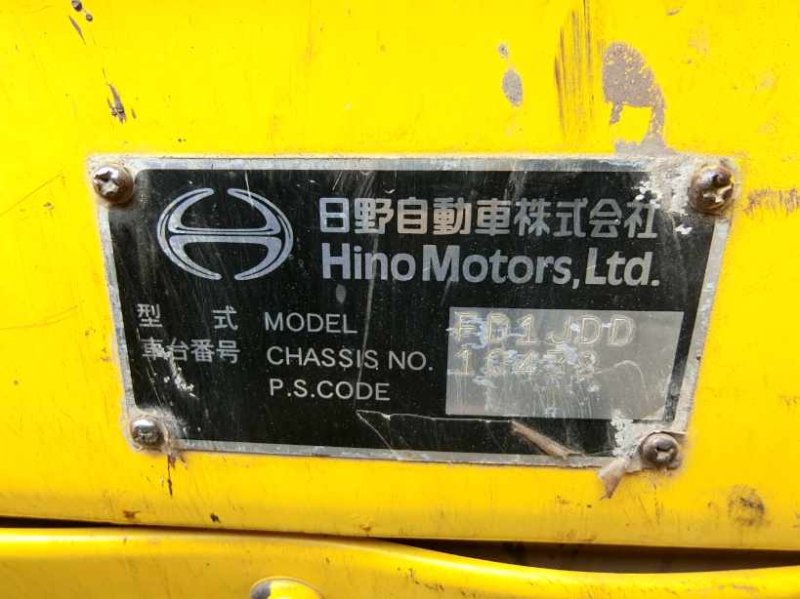 日野自動車株式会社
Hino Motors, Ltd.
型 式 MODEL FD1JDD
車台番号 CHASSIS NO.
P.S.CODE